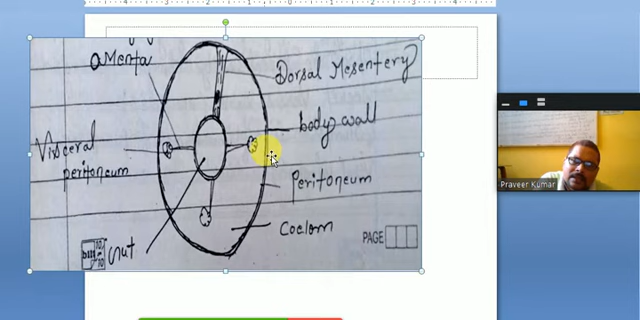 Omenta
Dorsal Mesentery
body wall
Visceral
peritoneum
Peritoneum
Coelom
PAGE
Gut
Praveer Kumar